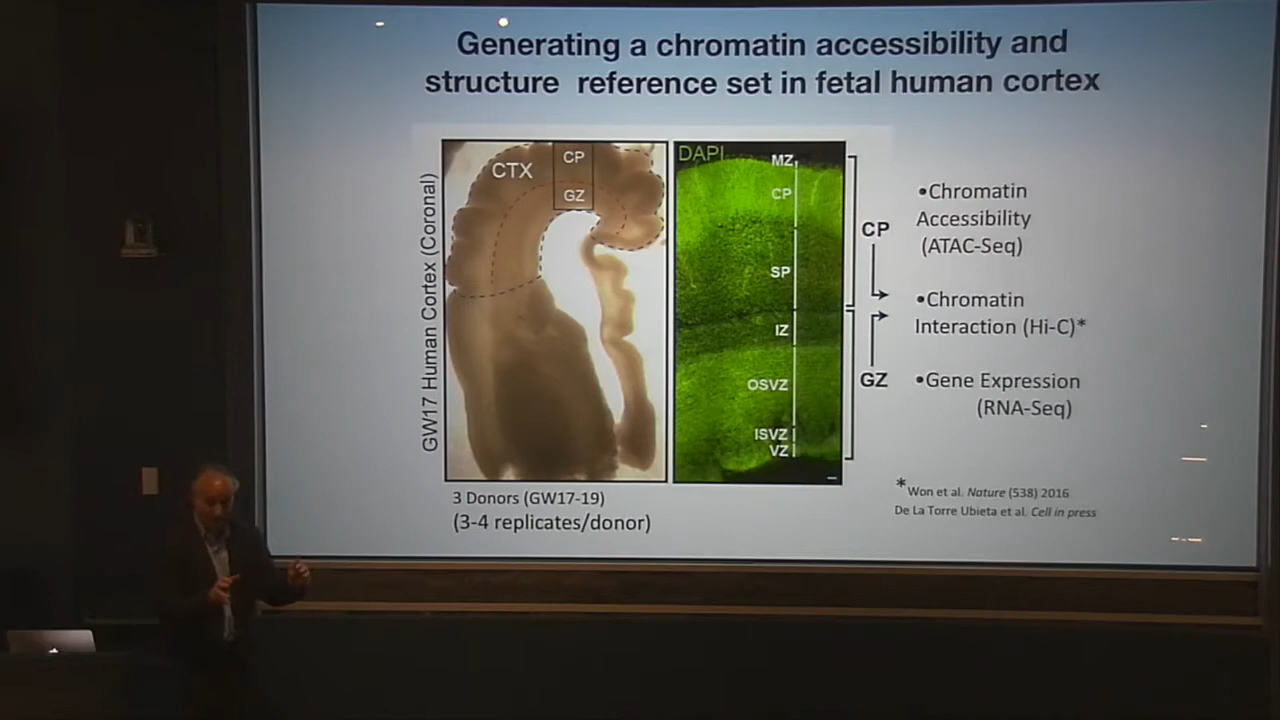 Generating a chromatin accessibility and
structure reference set in fetal human cortex
GW17 Human Cortex (Coronal)
CTX
CP
GZ
DAPI
MZ
CP
SP
IZ
OSVZ
ISVZ
VZ
CP
GZ
•Chromatin
Accessibility
(ATAC-Seq)
•Chromatin
Interaction (Hi-C)*
•Gene Expression
(RNA-Seq)
3 Donors (GW17-19)
(3-4 replicates/donor)
* Won et al. Nature (538) 2016
De La Torre Ubieta et al. Cell in press